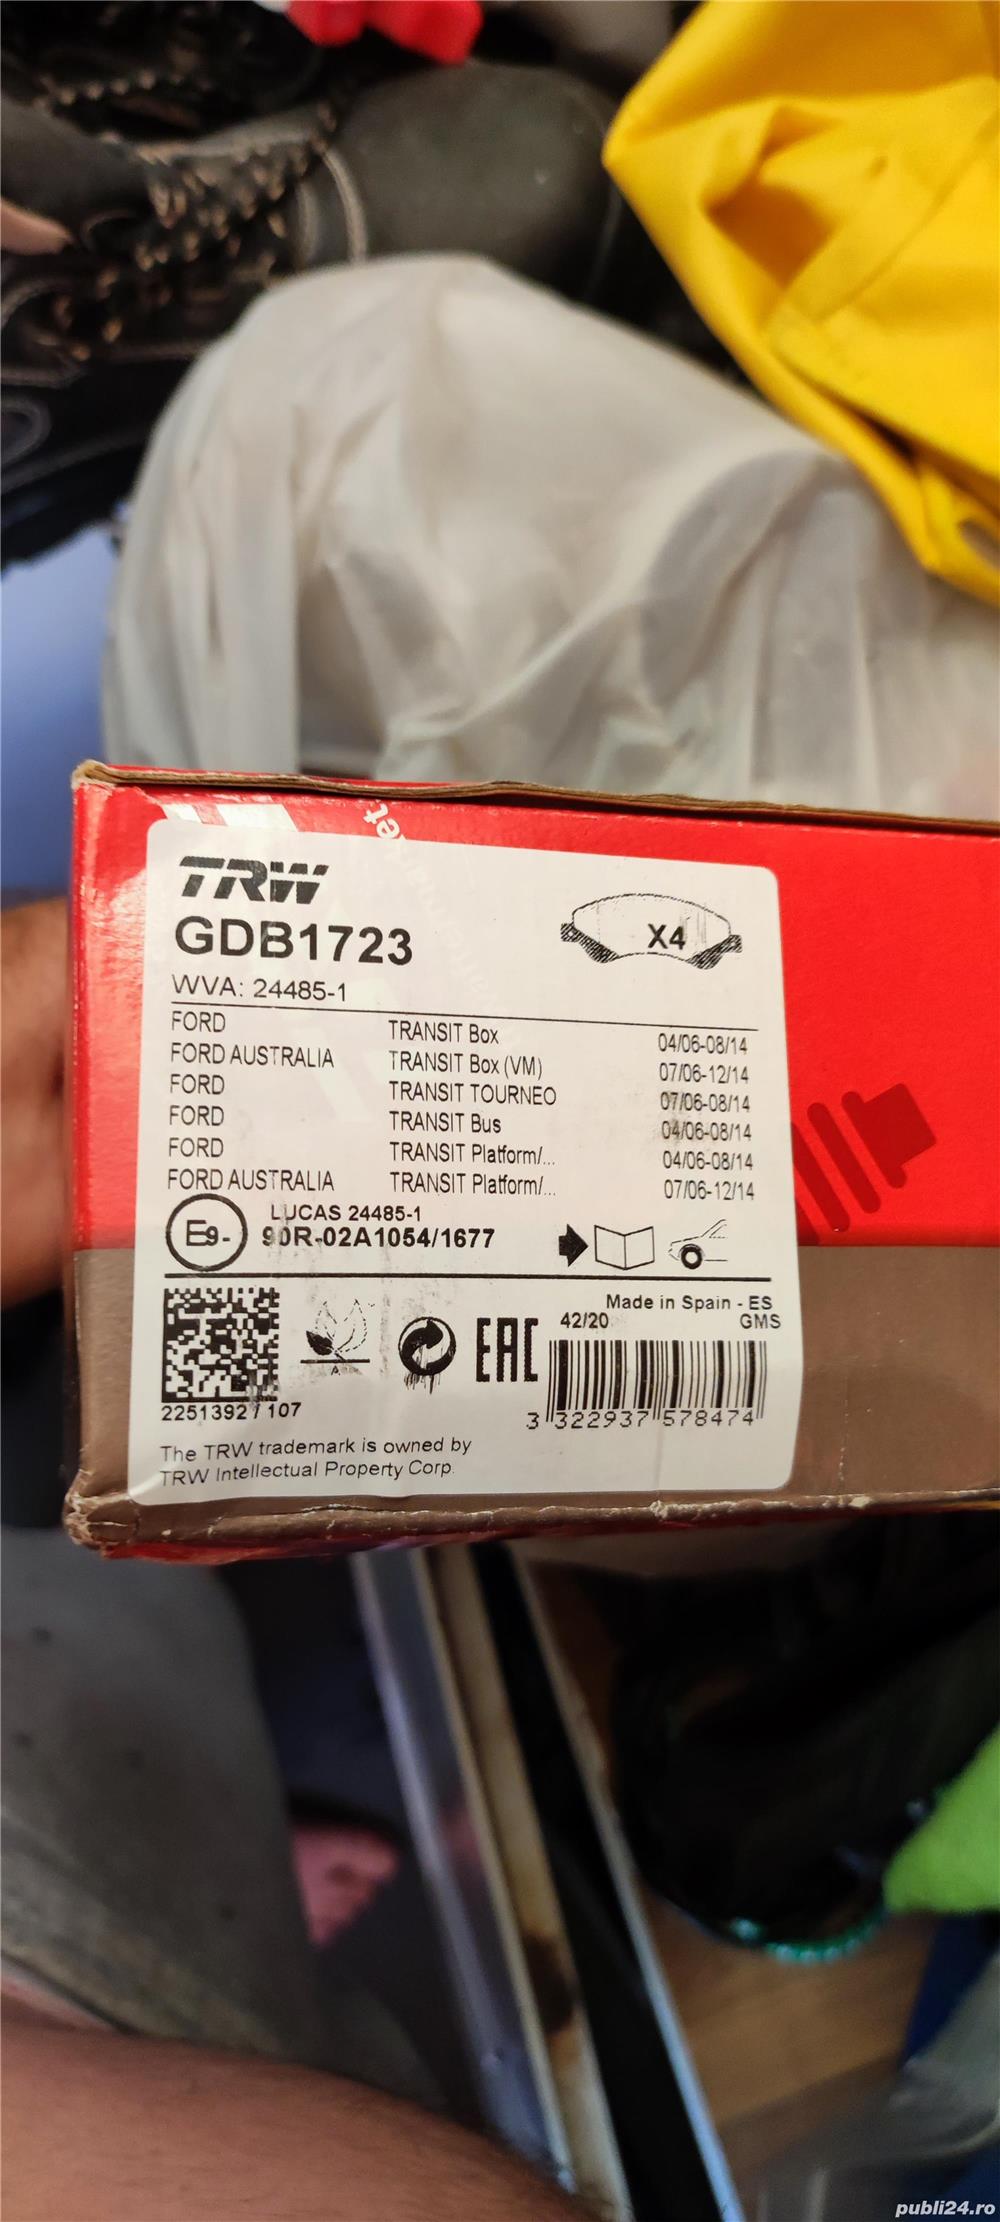 TRW
GDB1723
X4
WVA: 24485-1
FORD TRANSIT Box 04/06-08/14
FORD AUSTRALIA TRANSIT Box (VM) 07/06-12/14
FORD TRANSIT TOURNEO 07/06-08/14
FORD TRANSIT Bus 04/06-08/14
FORD TRANSIT Platform/... 04/06-08/14
FORD AUSTRALIA TRANSIT Platform/... 07/06-12/14
LUCAS 24485-1
E9- 90R-02A1054/1677
Made in Spain - ES
42/20 GMS
EAC
A
22513927107
3 322937 578474
The TRW trademark is owned by
TRW Intellectual Property Corp.
publi24.ro